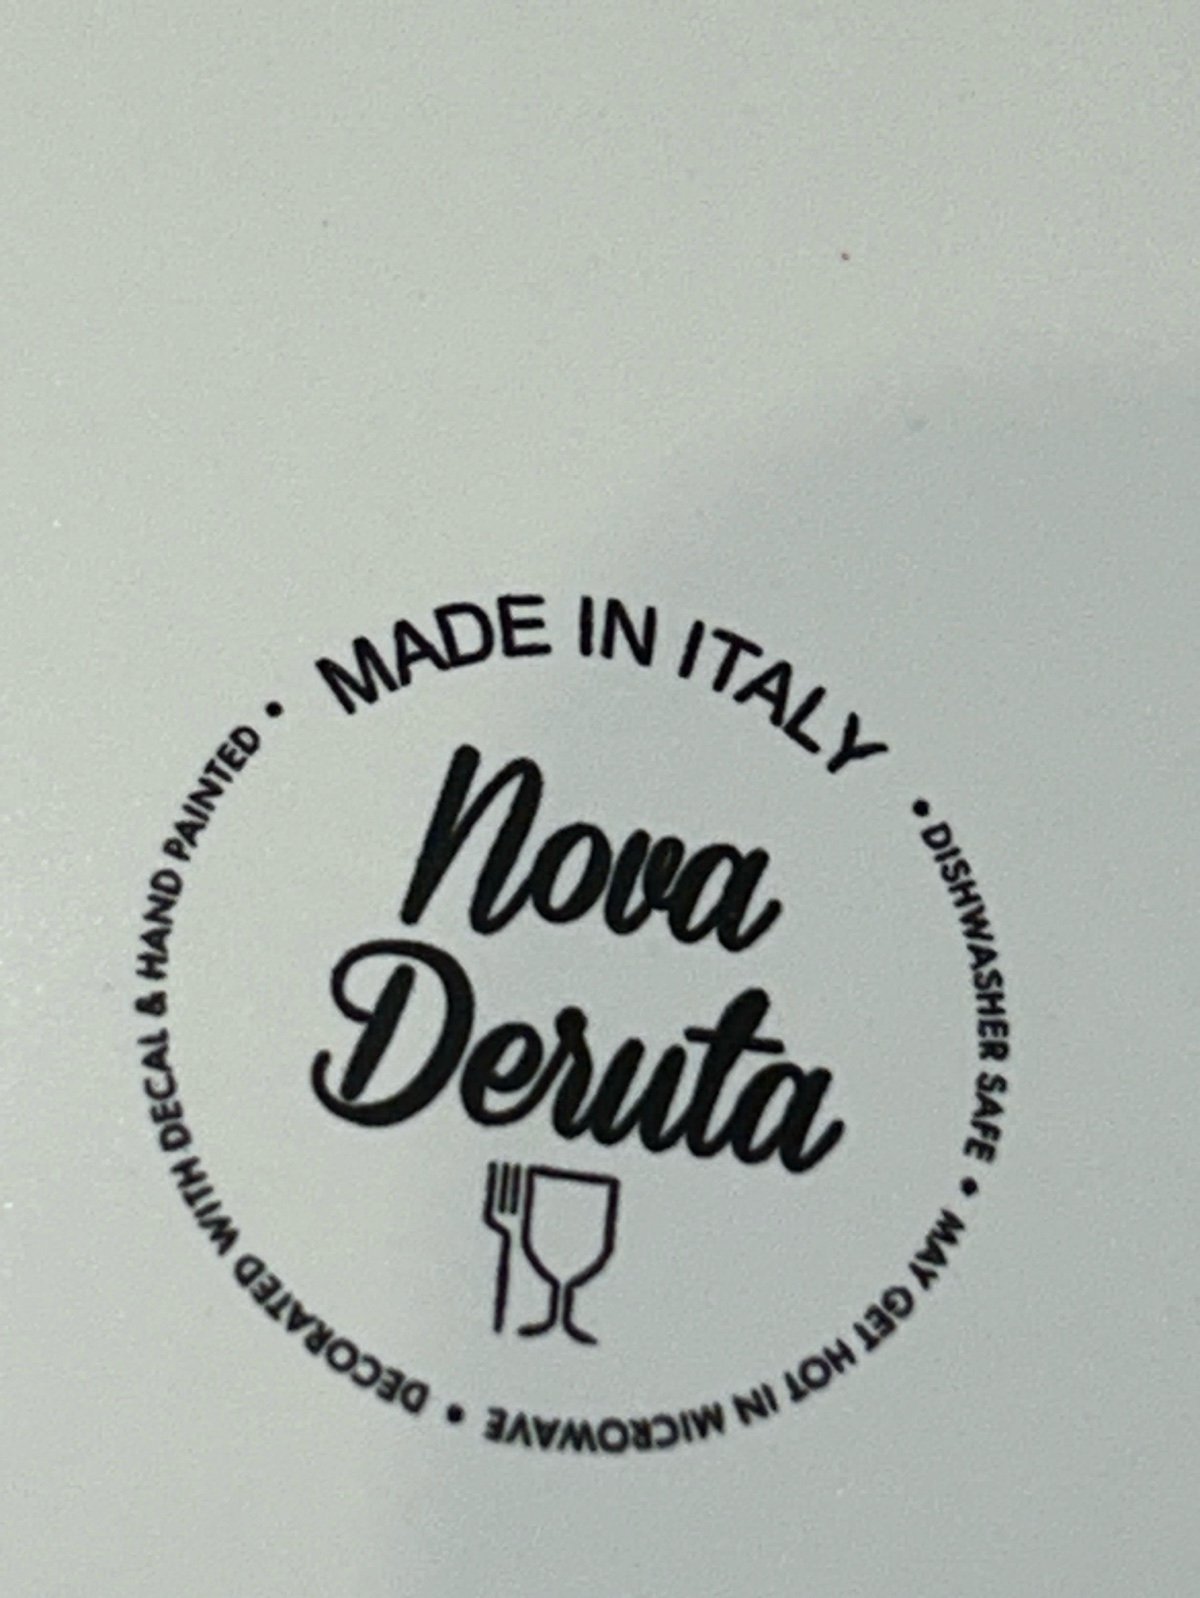 • MADE IN ITALY • DISHWASHER SAFE • MAY GET HOT IN MICROWAVE • DECORATED WITH DECAL & HAND PAINTED
Nova
Deruta